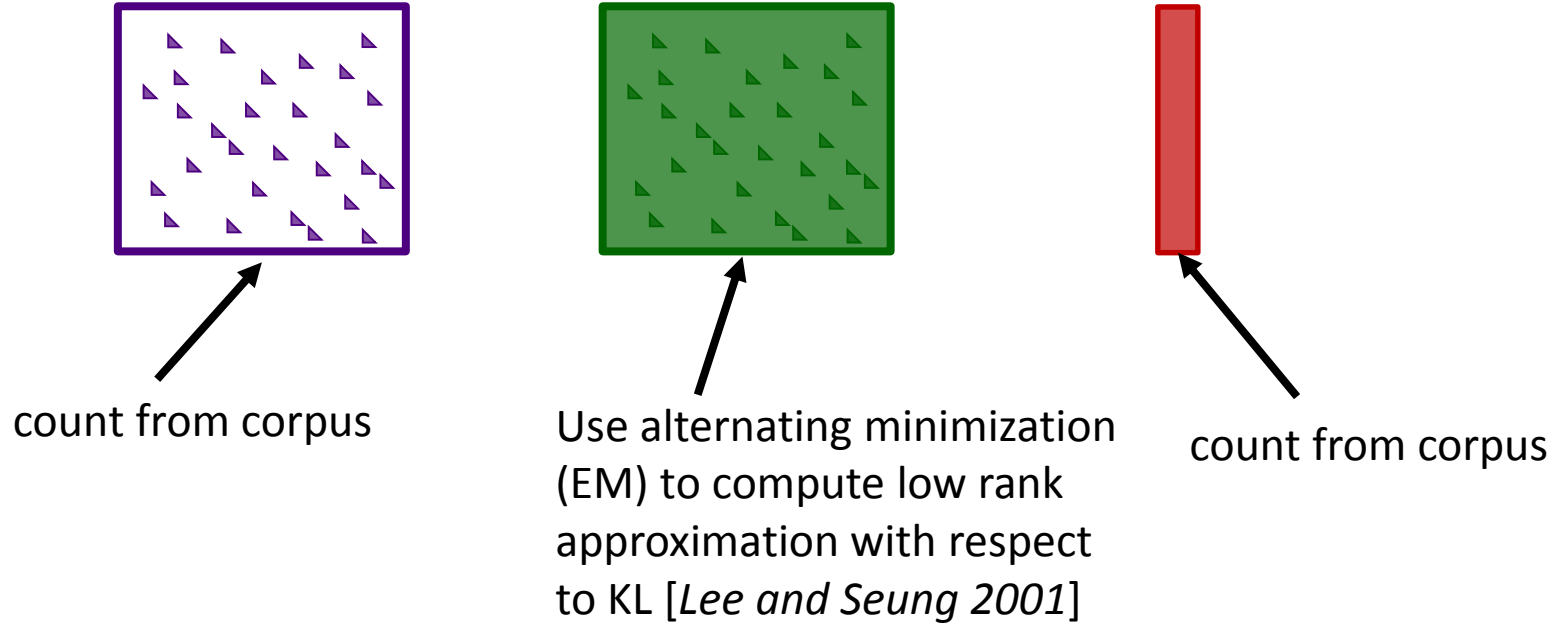 count from corpus
Use alternating minimization
(EM) to compute low rank
approximation with respect
to KL [Lee and Seung 2001]
count from corpus